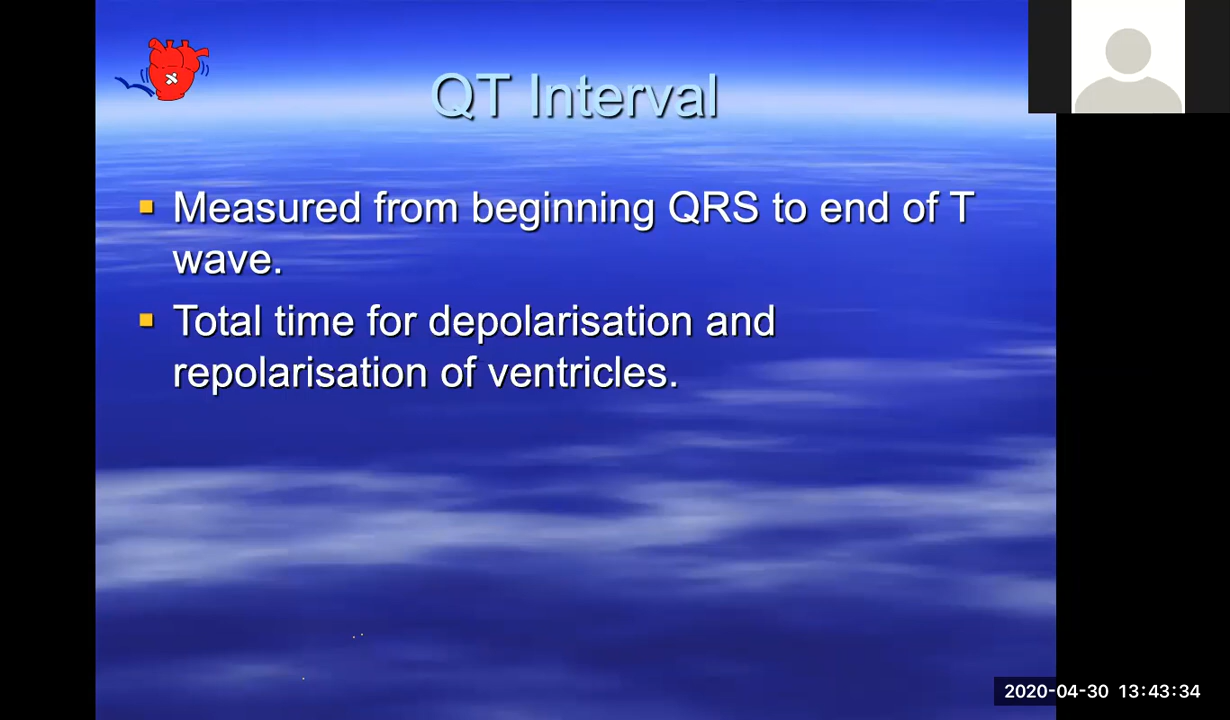 QT Interval
Measured from beginning QRS to end of T
wave.
Total time for depolarisation and
repolarisation of ventricles.
2020-04-30 13:43:34